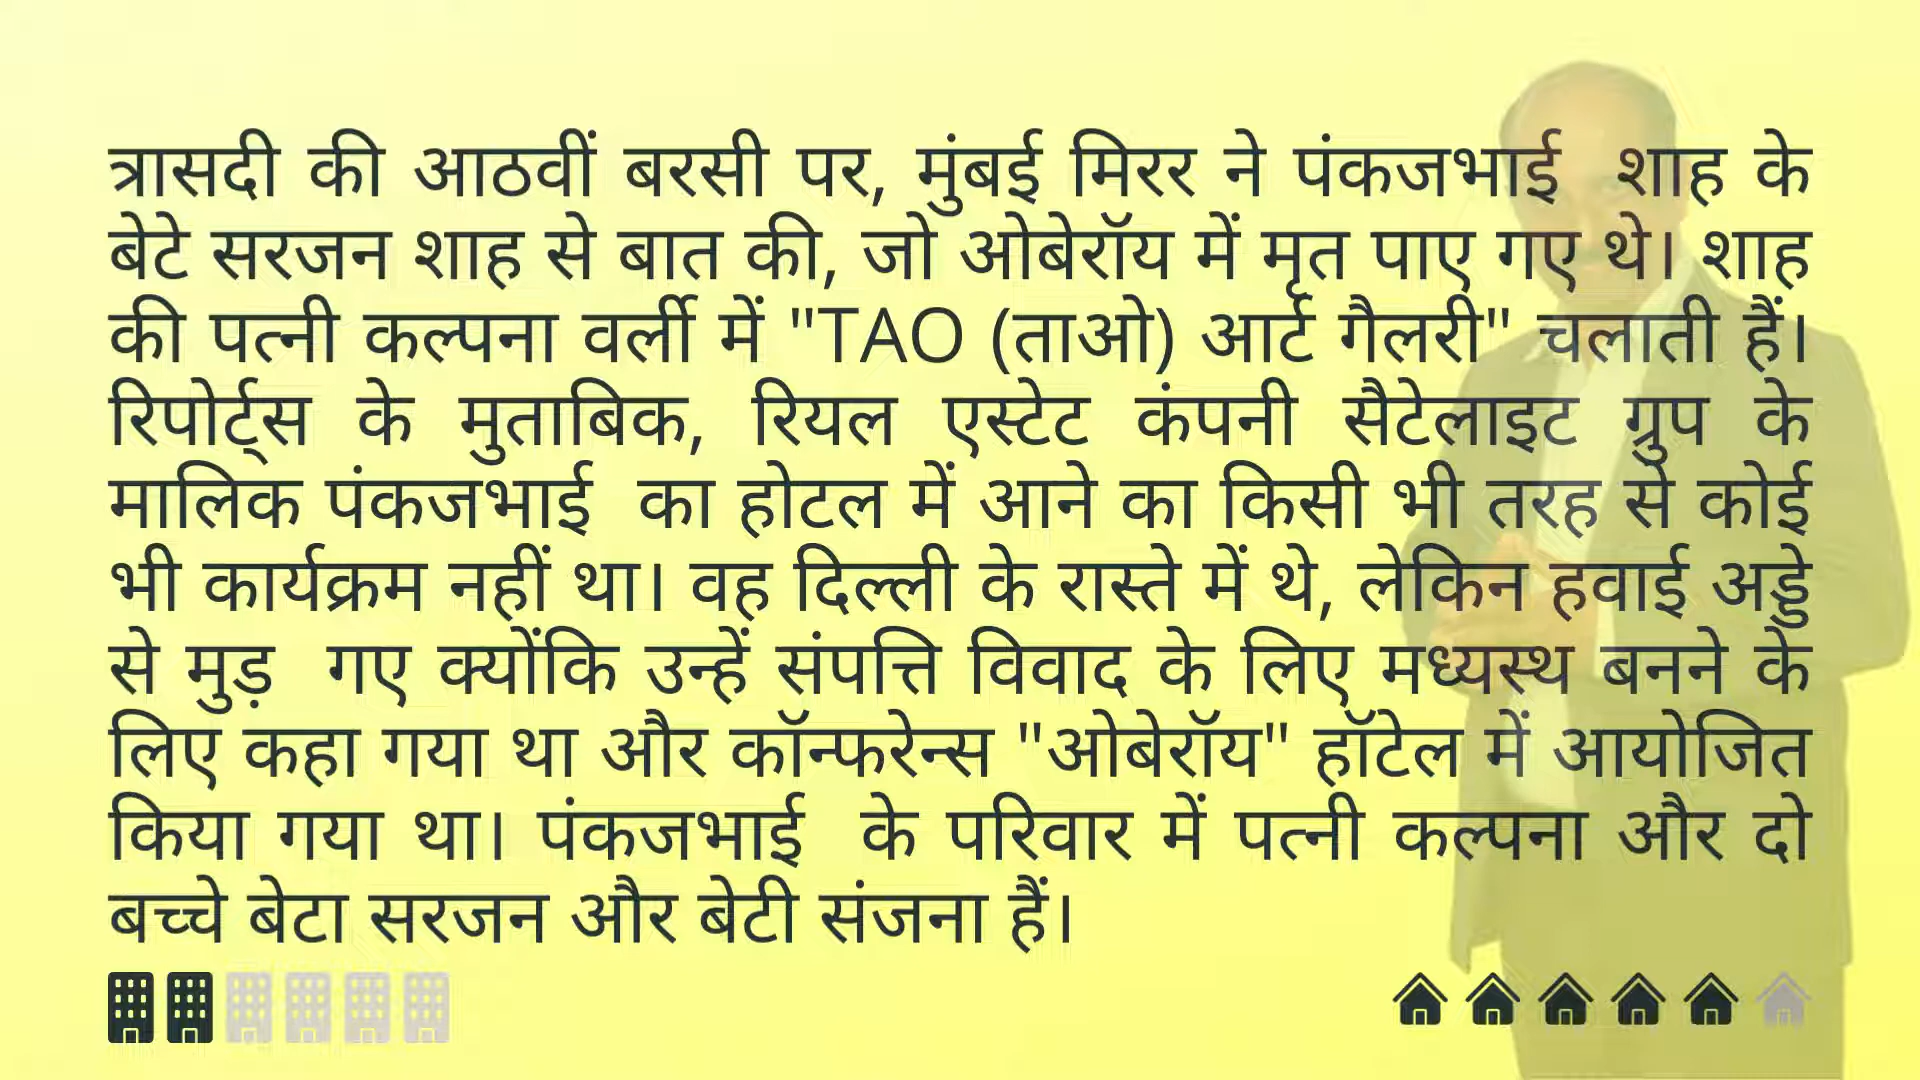 त्रासदी की आठवीं बरसी पर, मुंबई मिरर ने पंकजभाई शाह के
बेटे सरजन शाह से बात की, जो ओबेरॉय में मृत पाए गए थे। शाह
की पत्नी कल्पना वर्ली में "TAO (ताओ) आर्ट गैलरी" चलाती हैं।
रिपोर्ट्स के मुताबिक, रियल एस्टेट कंपनी सैटेलाइट ग्रुप के
मालिक पंकजभाई का होटल में आने का किसी भी तरह से कोई
भी कार्यक्रम नहीं था। वह दिल्ली के रास्ते में थे, लेकिन हवाई अड्डे
से मुड़ गए क्योंकि उन्हें संपत्ति विवाद के लिए मध्यस्थ बनने के
लिए कहा गया था और कॉन्फरेन्स "ओबेरॉय" हॉटेल में आयोजित
किया गया था। पंकजभाई के परिवार में पत्नी कल्पना और दो
बच्चे बेटा सरजन और बेटी संजना हैं।